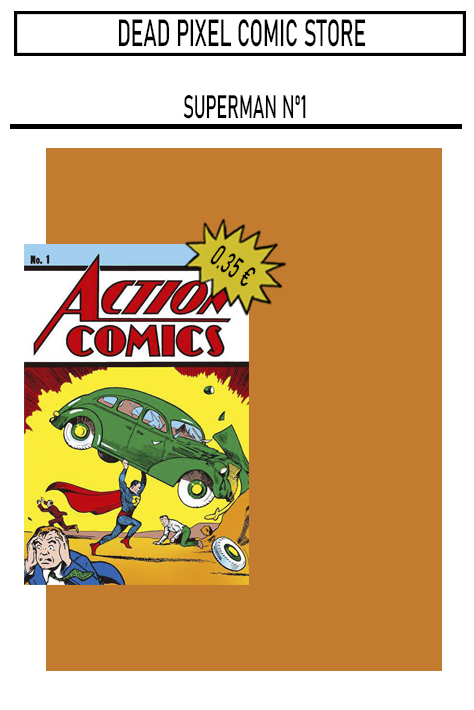 DEAD PIXEL COMIC STORE
SUPERMAN Nº1
0.35 €
No. 1
ACTION
COMICS